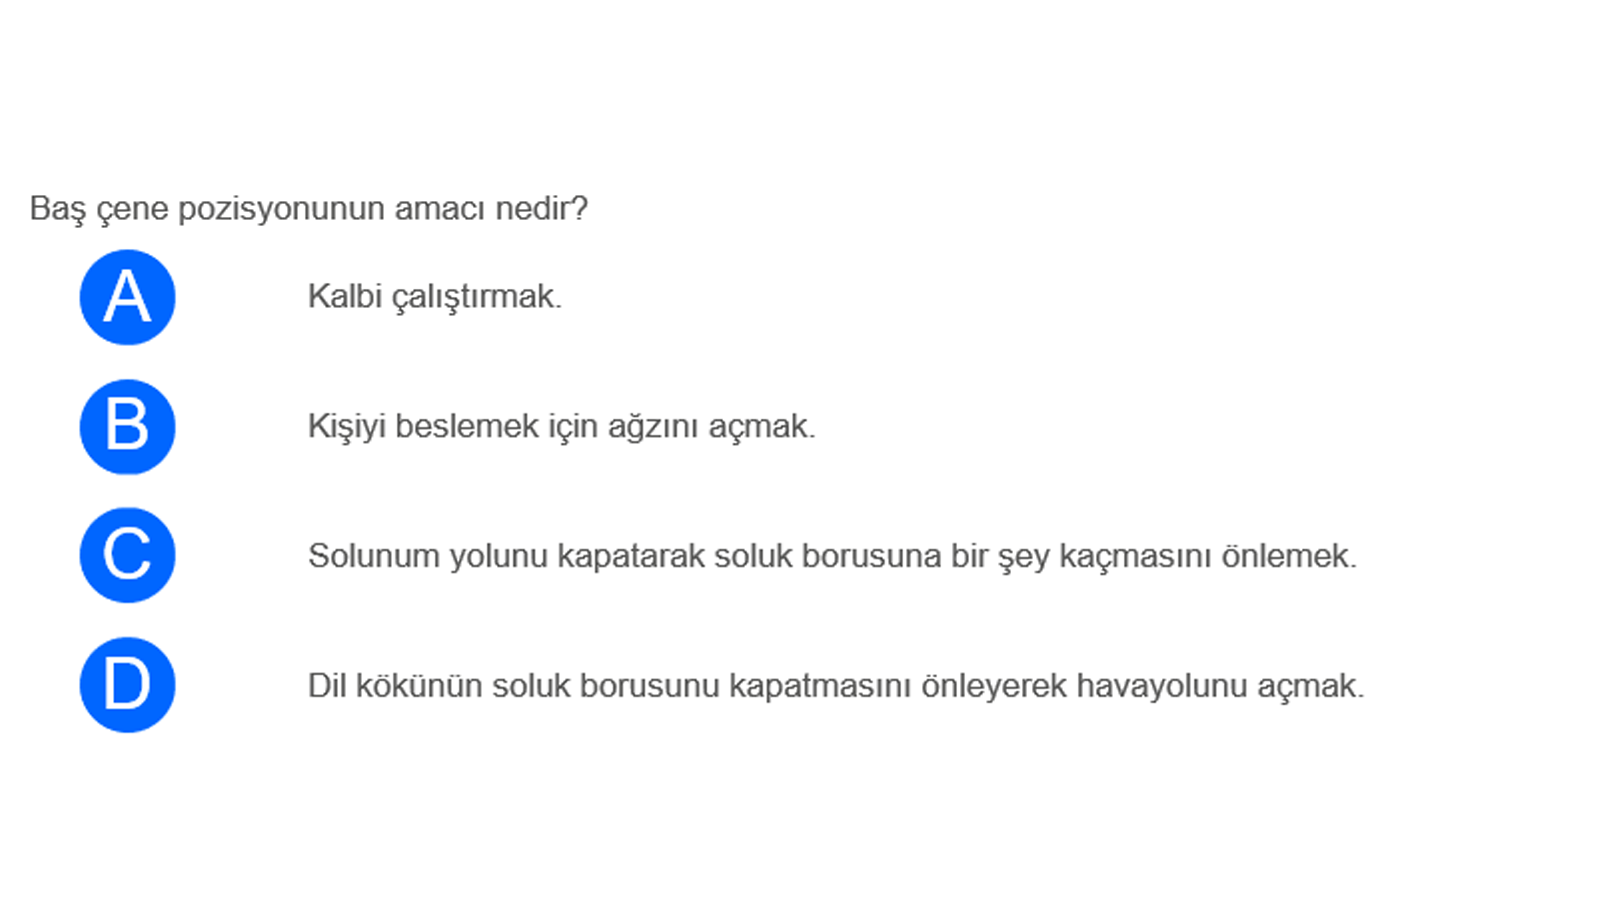 Baş çene pozisyonunun amacı nedir?
A Kalbi çalıştırmak.
B Kişiyi beslemek için ağzını açmak.
C Solunum yolunu kapatarak soluk borusuna bir şey kaçmasını önlemek.
D Dil kökünün soluk borusunu kapatmasını önleyerek havayolunu açmak.